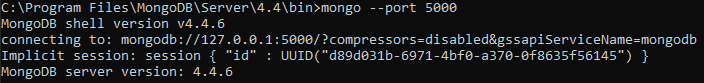 C:\Program Files\MongoDB\Server\4.4\bin>mongo --port 5000
MongoDB shell version v4.4.6
connecting to: mongodb://127.0.0.1:5000/?compressors=disabled&gssapiServiceName=mongodb
Implicit session: session { "id" : UUID("d89d031b-6971-4bf0-a370-0f8635f56145") }
MongoDB server version: 4.4.6